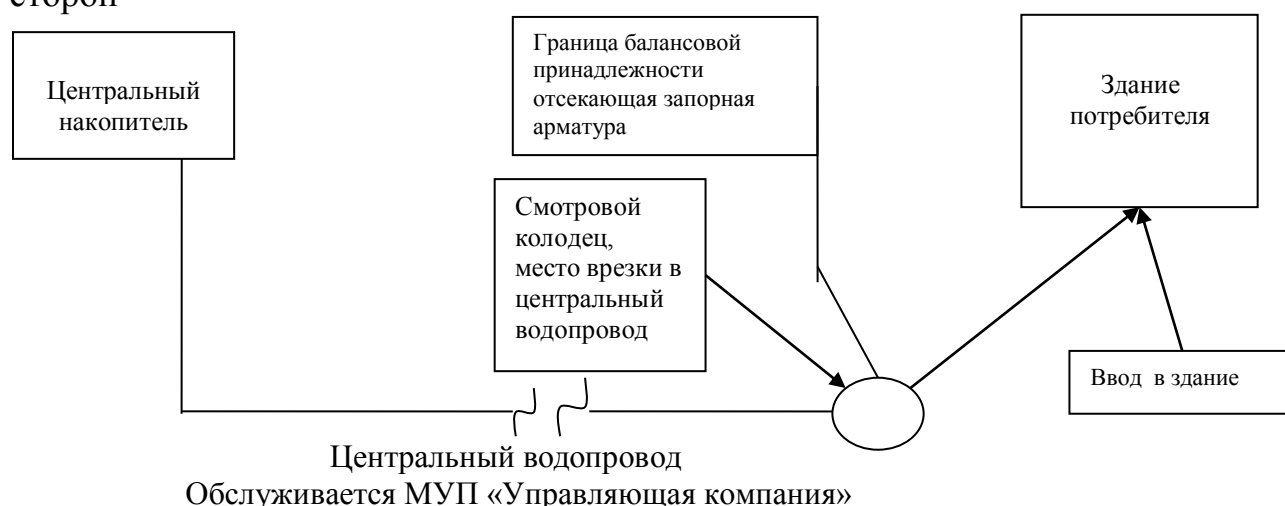 сторон
Центральный
накопитель
Граница балансовой
принадлежности
отсекающая запорная
арматура
Здание
потребителя
Смотровой
колодец,
место врезки в
центральный
водопровод
Ввод в здание
Центральный водопровод
Обслуживается МУП «Управляющая компания»